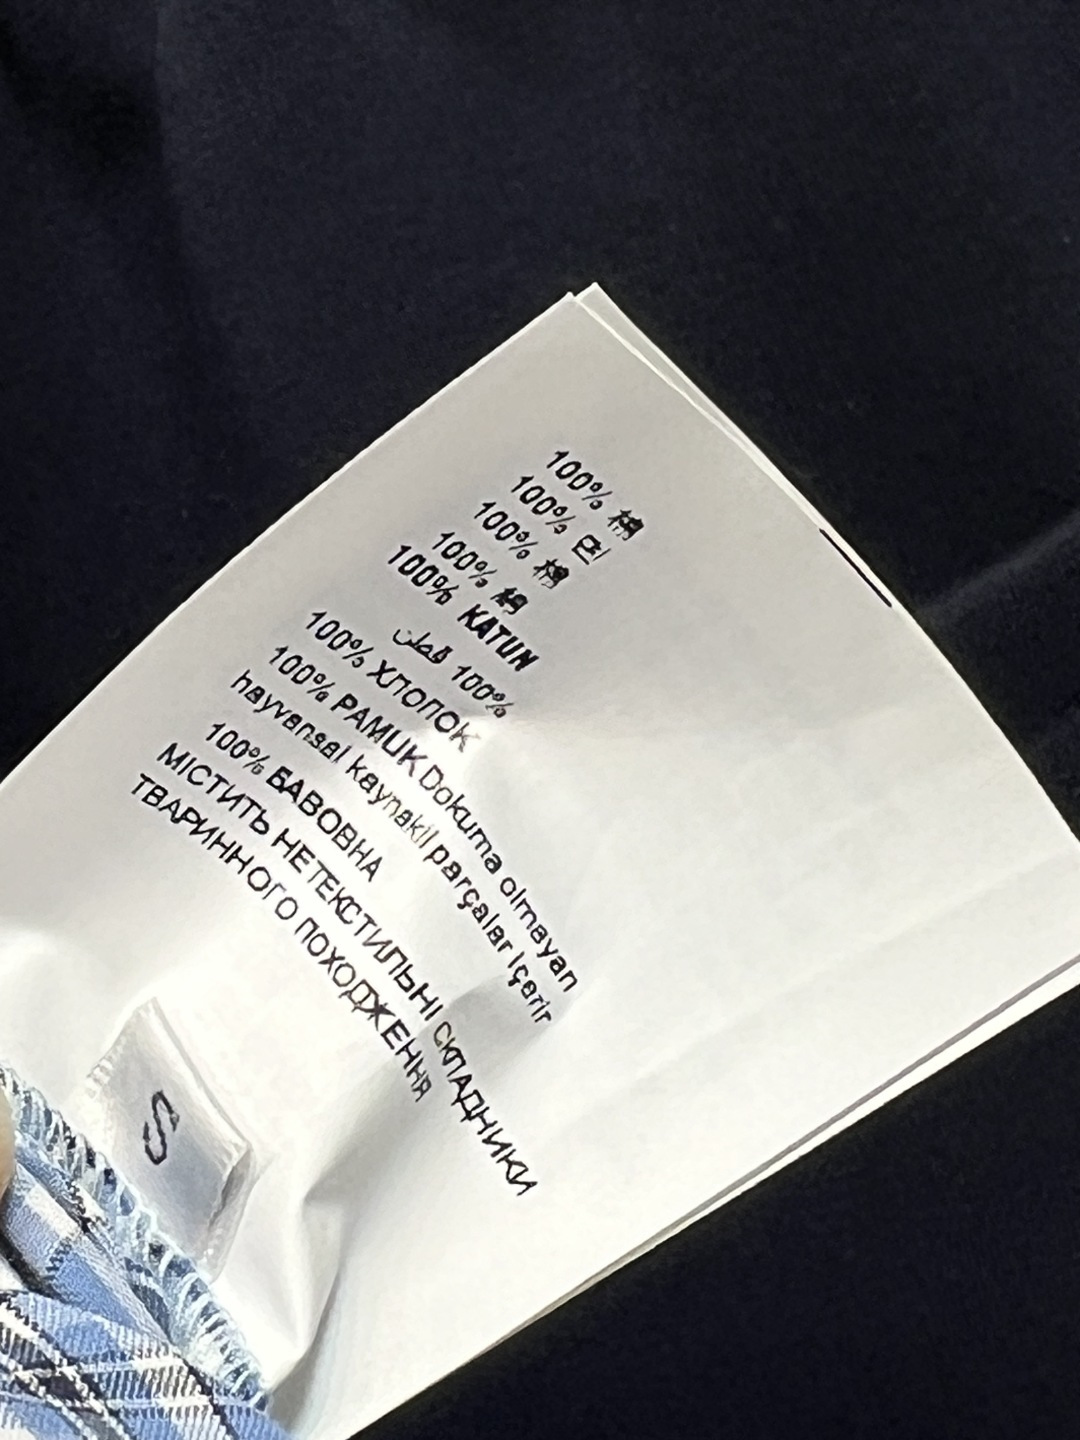 100% 棉
100% 면
100% 棉
100% 綿
100% KATUN
100% قطن
100% ХЛОПОК
100% PAMUK Dokuma olmayan
hayvansal kaynaklı parçalar içerir
100% БАВОВНА
МІСТИТЬ НЕТЕКСТИЛЬНІ СКЛАДНИКИ
ТВАРИННОГО ПОХОДЖЕННЯ
S